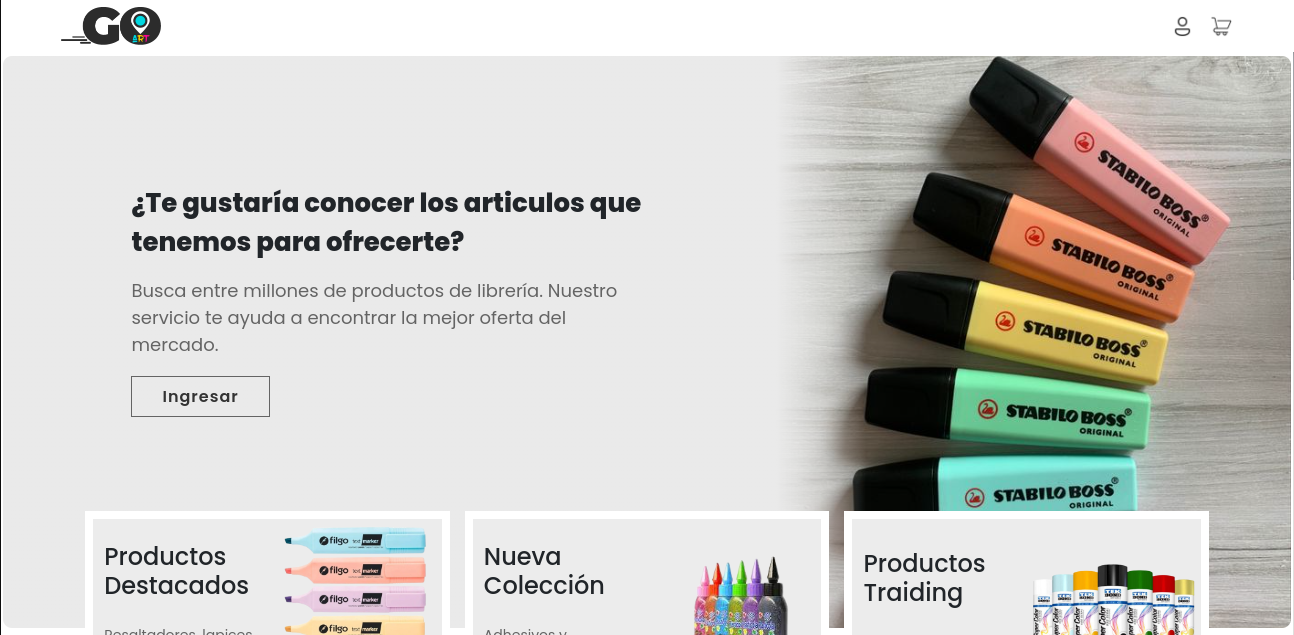 GO
ART
¿Te gustaría conocer los articulos que
tenemos para ofrecerte?
Busca entre millones de productos de librería. Nuestro
servicio te ayuda a encontrar la mejor oferta del
mercado.
Ingresar
STABILO BOSS®
ORIGINAL
STABILO BOSS®
ORIGINAL
STABILO BOSS®
ORIGINAL
STABILO BOSS®
ORIGINAL
STABILO BOSS®
Productos
Destacados
filgo text marker
filgo text marker
filgo text marker
filgo text marker
Resaltadores, lapices
Nueva
Colección
Adhesivos y
Productos
Traiding